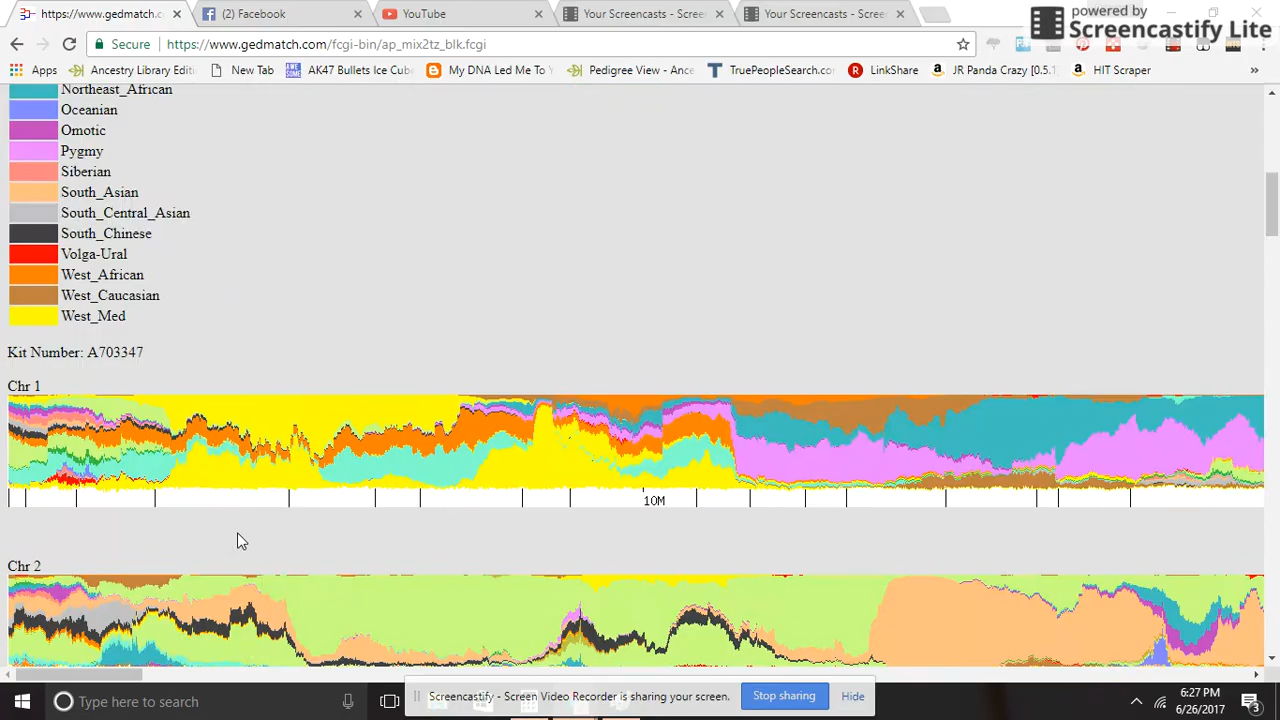 https://www.gedmatch.c
(2) Facebook
YouTube
Your Screencasts - Scree
Your Screencasts - Scree
powered by
Screencastify Lite
Secure
https://www.gedmatch.com/fcgi-bin/ap_mix2tz_blk.fcgi
Apps
Ancestry Library Edit
New Tab
AK47 Bullets Ice Cube
My DNA Led Me T
Pedigree View - Ance
TruePeopleSearch.co
LinkShare
JR Panda Crazy [0.5.1
HIT Scraper
»
Northeast_African
Oceanian
Omotic
Pygmy
Siberian
South_Asian
South_Central_Asian
South_Chinese
Volga-Ural
West_African
West_Caucasian
West_Med
Kit Number: A703347
Chr 1
10M
Chr 2
Screencastify - Screen Video Recorder is sharing your screen.
Stop sharing
Hide
Type here to search
6:27 PM
6/26/2017
3